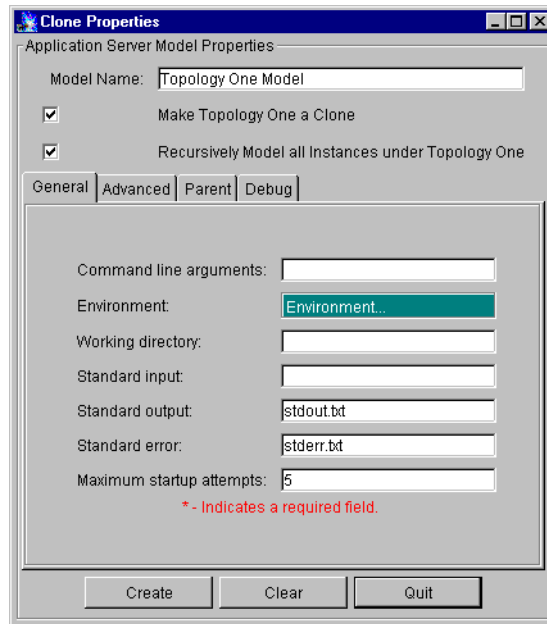 Clone Properties
Application Server Model Properties
Model Name: Topology One Model
Make Topology One a Clone
Recursively Model all Instances under Topology One
General Advanced Parent Debug
Command line arguments:
Environment: Environment...
Working directory:
Standard input:
Standard output: stdout.txt
Standard error: stderr.txt
Maximum startup attempts: 5
* - Indicates a required field.
Create Clear Quit